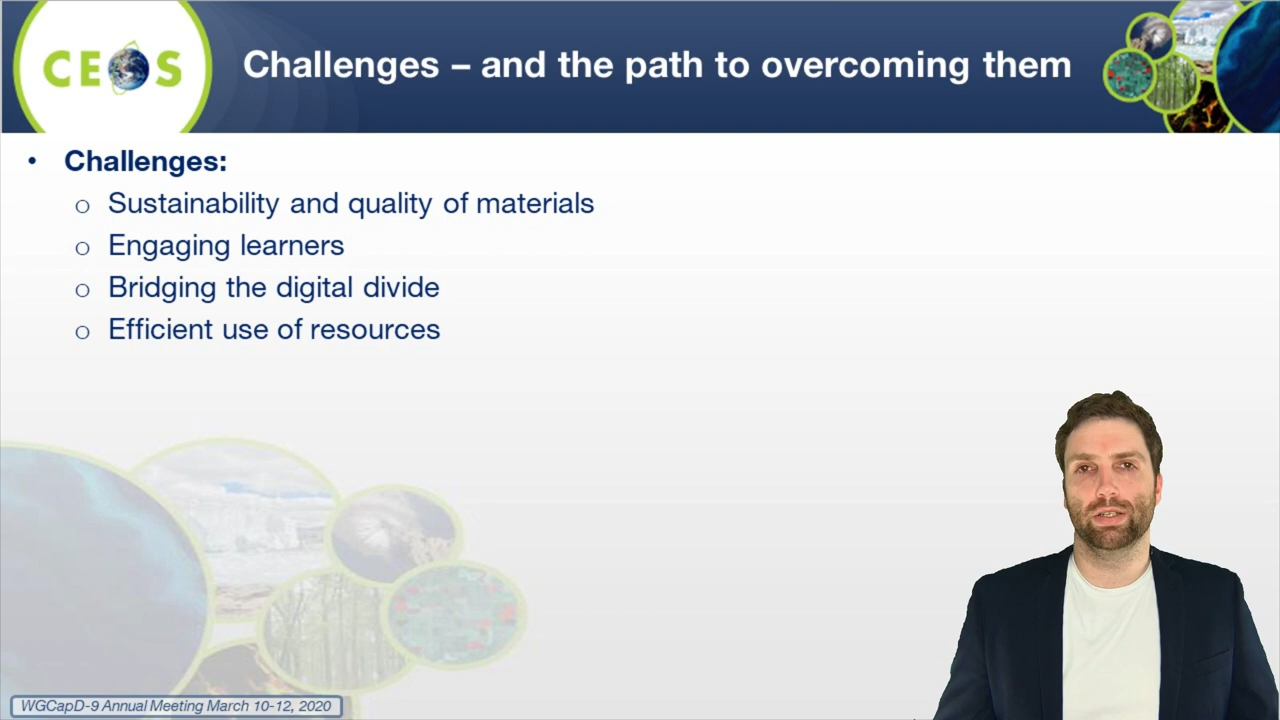 CEOS
Challenges – and the path to overcoming them
• Challenges:
o Sustainability and quality of materials
o Engaging learners
o Bridging the digital divide
o Efficient use of resources
WGCapD-9 Annual Meeting March 10-12, 2020